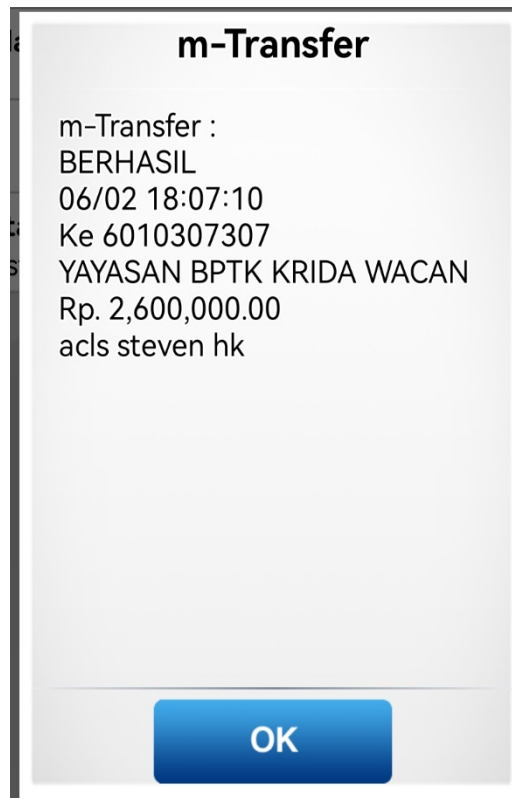 m-Transfer
m-Transfer :
BERHASIL
06/02 18:07:10
Ke 6010307307
YAYASAN BPTK KRIDA WACAN
Rp. 2,600,000.00
acls steven hk
OK